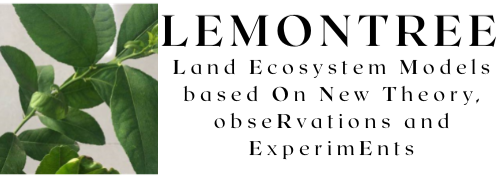 LEMONTREE
Land Ecosystem Models
based On New Theory,
obseRvations and
ExperimEnts